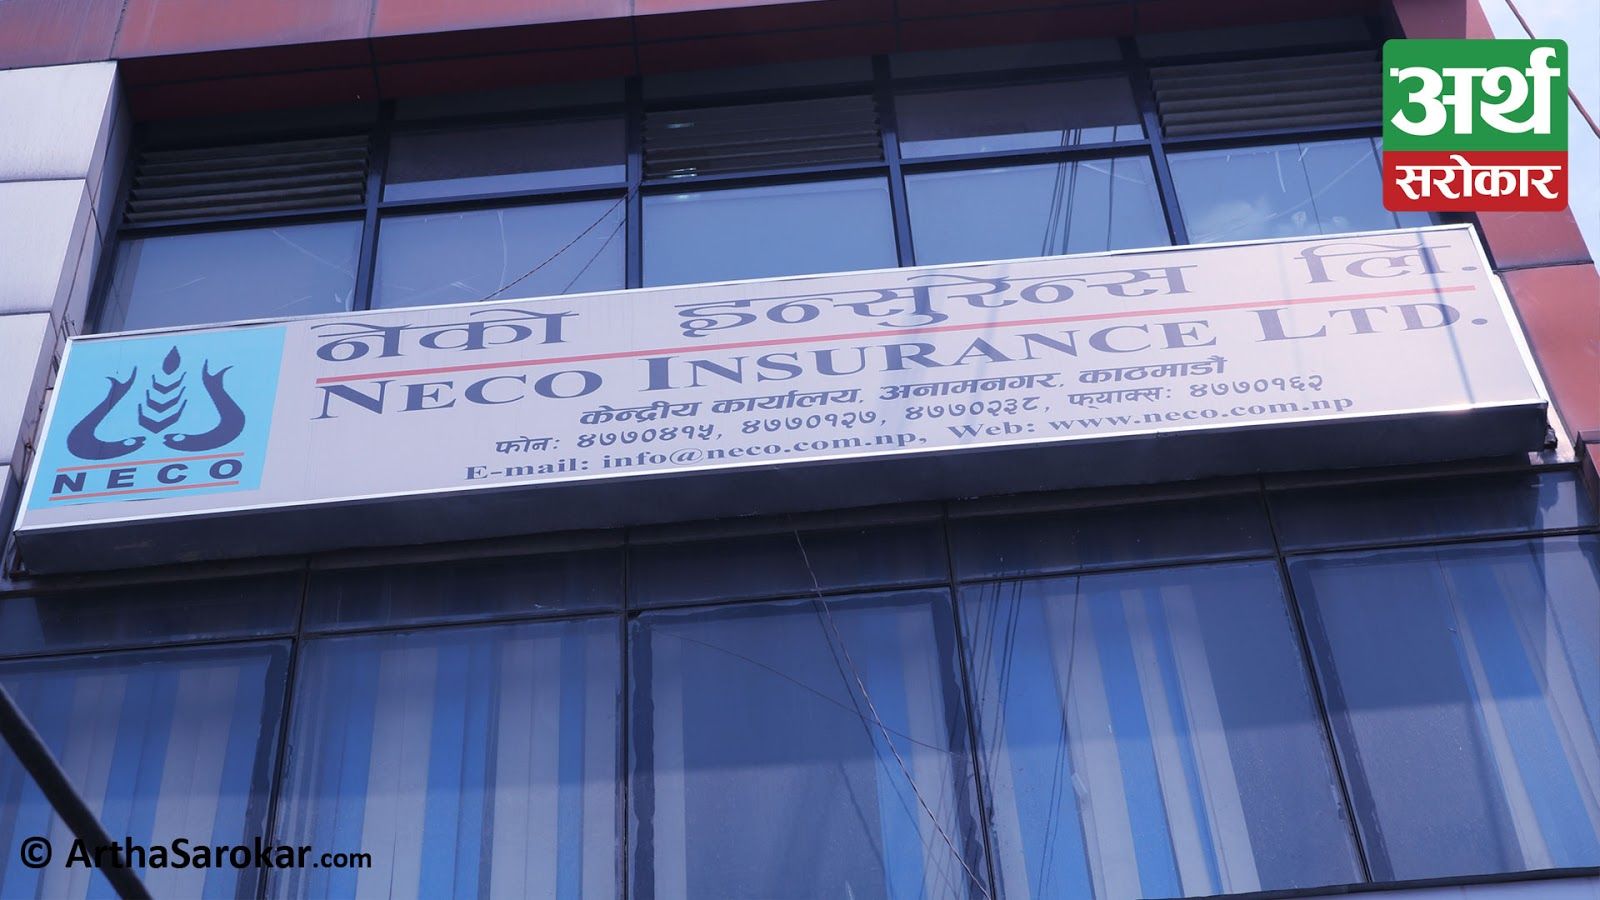 अर्थ
सरोकार
नेको इन्सुरेन्स लि.
NECO INSURANCE LTD.
केन्द्रीय कार्यालय, अनामनगर, काठमाडौं
फोन: ४७७०४१५, ४७७०१२७, ४७७०२३८, फ्याक्स: ४७७०१६२
E-mail: info@neco.com.np, Web: www.neco.com.np
NECO
© ArthaSarokar.com